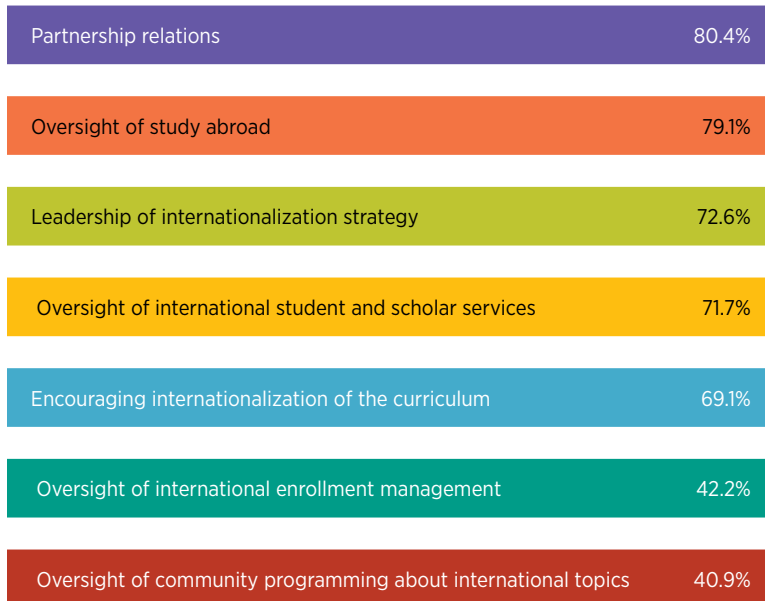 Partnership relations 80.4%
Oversight of study abroad 79.1%
Leadership of internationalization strategy 72.6%
Oversight of international student and scholar services 71.7%
Encouraging internationalization of the curriculum 69.1%
Oversight of international enrollment management 42.2%
Oversight of community programming about international topics 40.9%